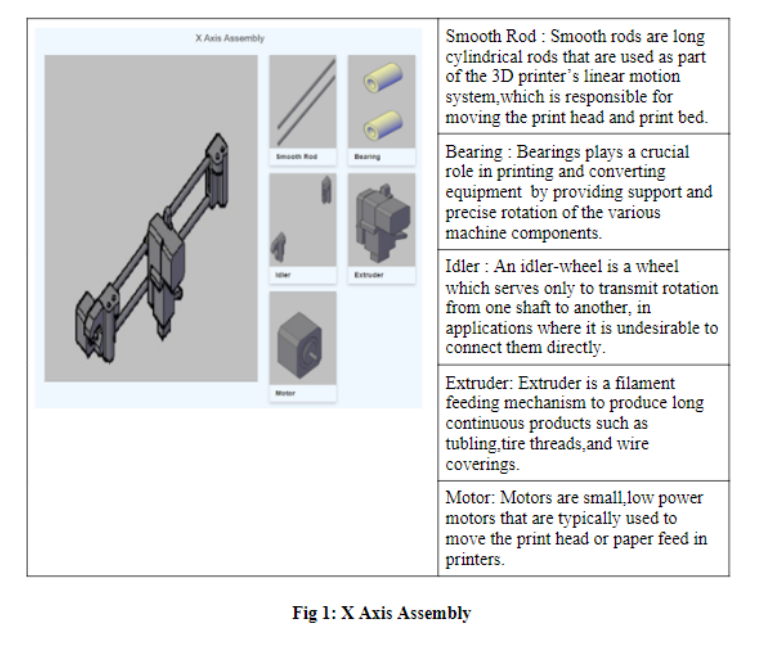 X Axis Assembly
Smooth Rod
Bearing
Idler
Extruder
Motor
Smooth Rod : Smooth rods are long
cylindrical rods that are used as part
of the 3D printer’s linear motion
system,which is responsible for
moving the print head and print bed.
Bearing : Bearings plays a crucial
role in printing and converting
equipment by providing support and
precise rotation of the various
machine components.
Idler : An idler-wheel is a wheel
which serves only to transmit rotation
from one shaft to another, in
applications where it is undesirable to
connect them directly.
Extruder: Extruder is a filament
feeding mechanism to produce long
continuous products such as
tubling,tire threads,and wire
coverings.
Motor: Motors are small,low power
motors that are typically used to
move the print head or paper feed in
printers.
Fig 1: X Axis Assembly